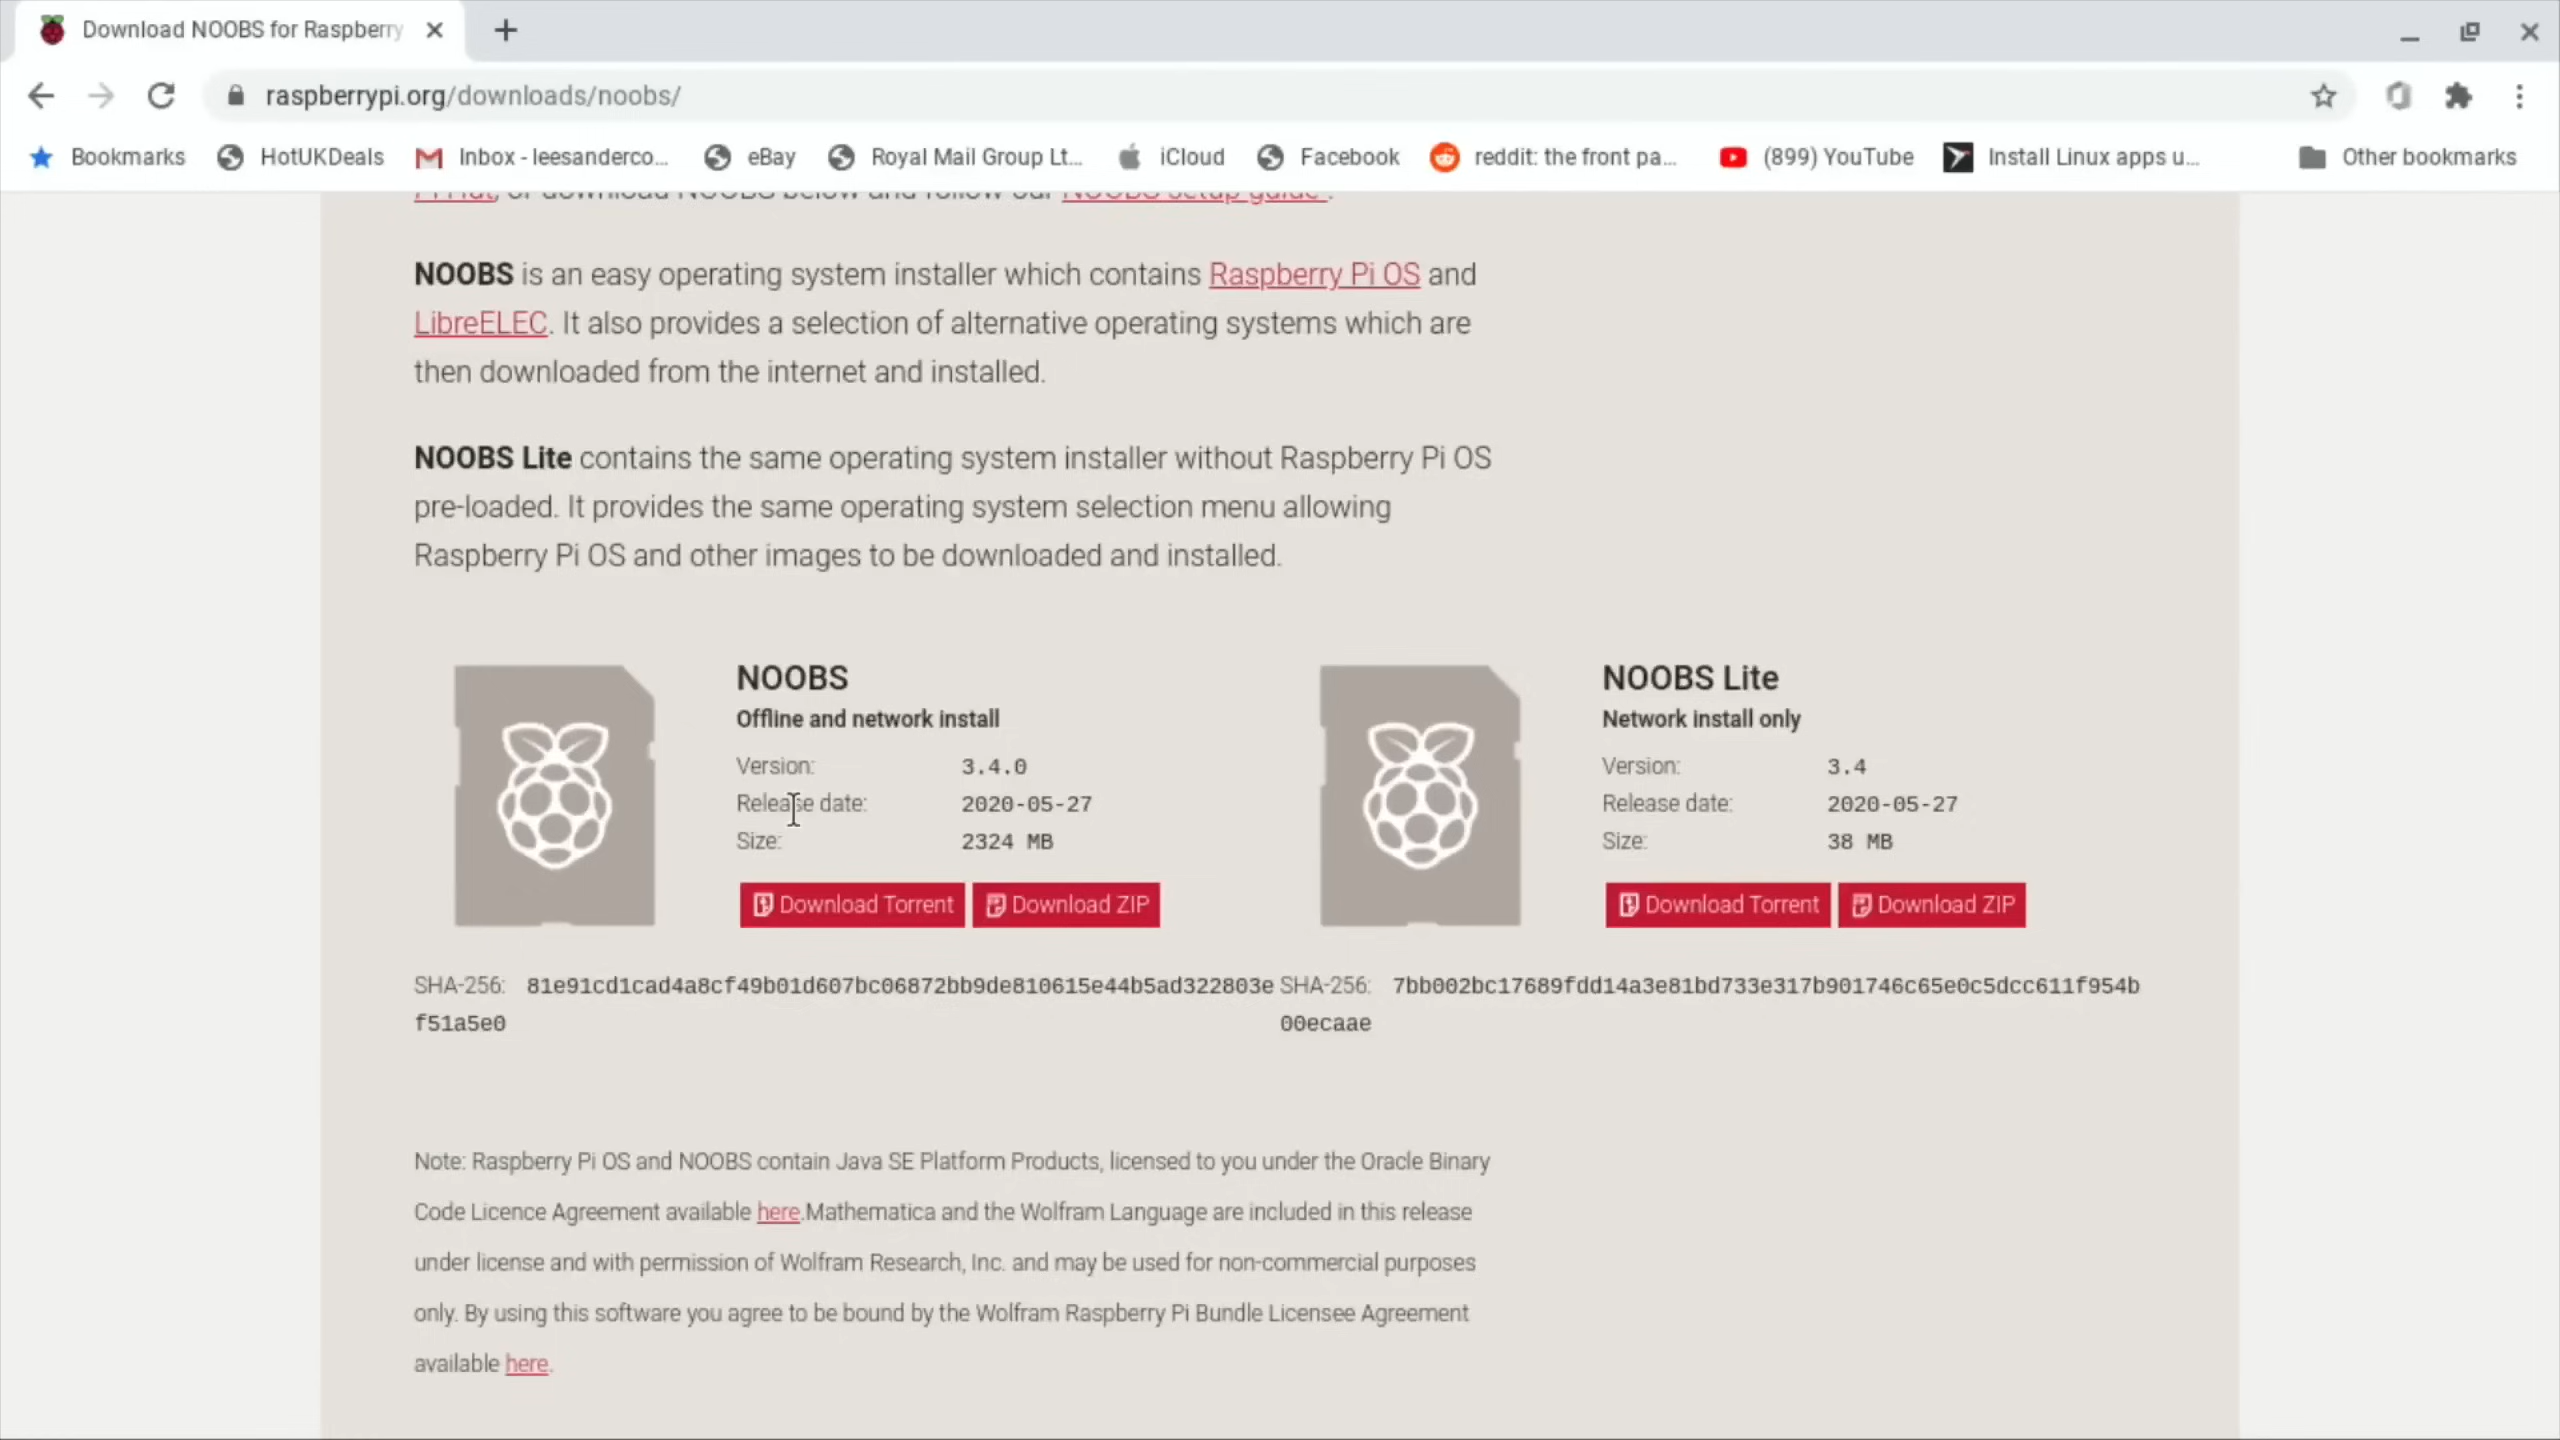 Download NOOBS for Raspberry
raspberrypi.org/downloads/noobs/
Bookmarks HotUKDeals Inbox - leesanderco... eBay Royal Mail Group Lt... iCloud Facebook reddit: the front pa... (899) YouTube Install Linux apps u... Other bookmarks
or download NOOBS below and follow our NOOBS setup guide .
NOOBS is an easy operating system installer which contains Raspberry Pi OS and
LibreELEC. It also provides a selection of alternative operating systems which are
then downloaded from the internet and installed.
NOOBS Lite contains the same operating system installer without Raspberry Pi OS
pre-loaded. It provides the same operating system selection menu allowing
Raspberry Pi OS and other images to be downloaded and installed.
NOOBS
Offline and network install
Version: 3.4.0
Release date: 2020-05-27
Size: 2324 MB
Download Torrent Download ZIP
SHA-256: 81e91cd1cad4a8cf49b01d607bc06872bb9de810615e44b5ad322803e
f51a5e0
NOOBS Lite
Network install only
Version: 3.4
Release date: 2020-05-27
Size: 38 MB
Download Torrent Download ZIP
SHA-256: 7bb002bc17689fdd14a3e81bd733e317b901746c65e0c5dcc611f954b
00ecaae
Note: Raspberry Pi OS and NOOBS contain Java SE Platform Products, licensed to you under the Oracle Binary
Code Licence Agreement available here.Mathematica and the Wolfram Language are included in this release
under license and with permission of Wolfram Research, Inc. and may be used for non-commercial purposes
only. By using this software you agree to be bound by the Wolfram Raspberry Pi Bundle Licensee Agreement
available here.